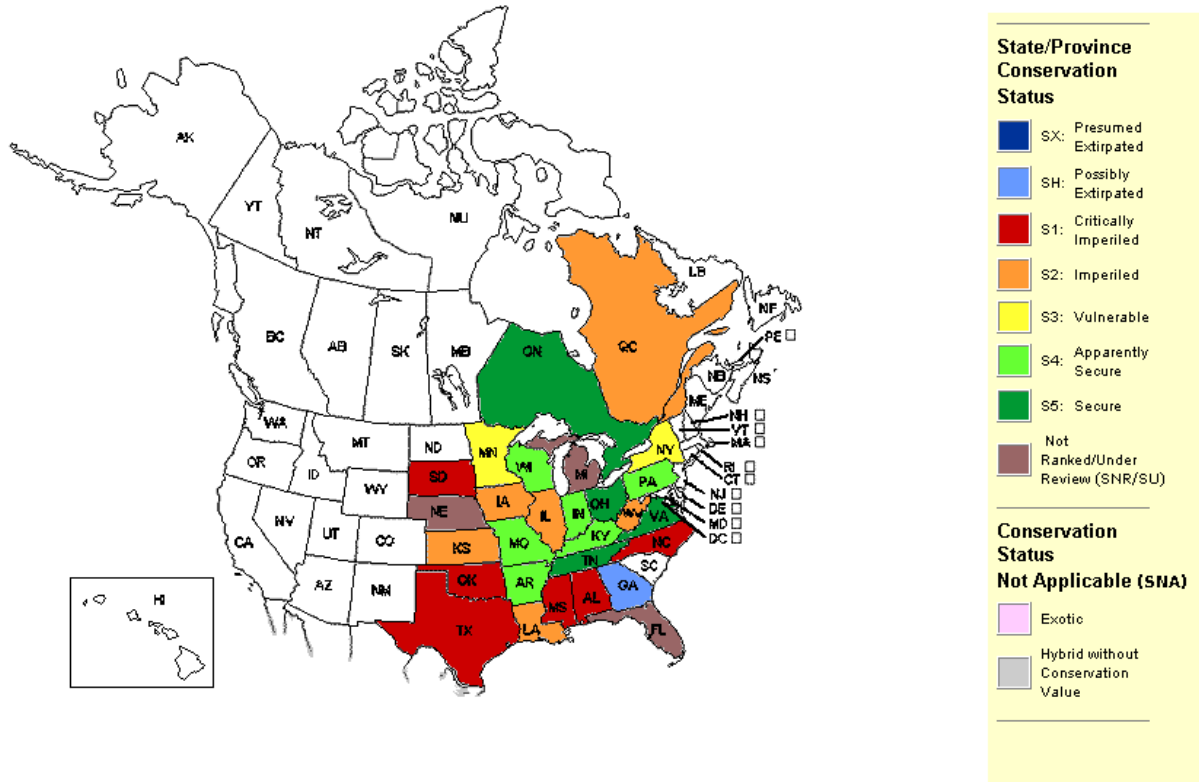 AK
YT
NT
NU
BC
AB
SK
MB
ON
QC
LB
NF
PE
NB
NS
ME
NH
VT
MA
WA
MT
ND
MN
OR
ID
WY
SD
WI
MI
NY
RI
CT
PA
NJ
DE
MD
DC
NE
IA
IL
IN
OH
WV
VA
CA
NV
UT
CO
KS
MO
KY
NC
TN
SC
AZ
NM
OK
AR
MS
AL
GA
TX
LA
FL
HI
State/Province
Conservation
Status
SX: Presumed
Extirpated
SH: Possibly
Extirpated
S1: Critically
Imperiled
S2: Imperiled
S3: Vulnerable
S4: Apparently
Secure
S5: Secure
Not
Ranked/Under
Review (SNR/SU)
Conservation
Status
Not Applicable (SNA)
Exotic
Hybrid without
Conservation
Value